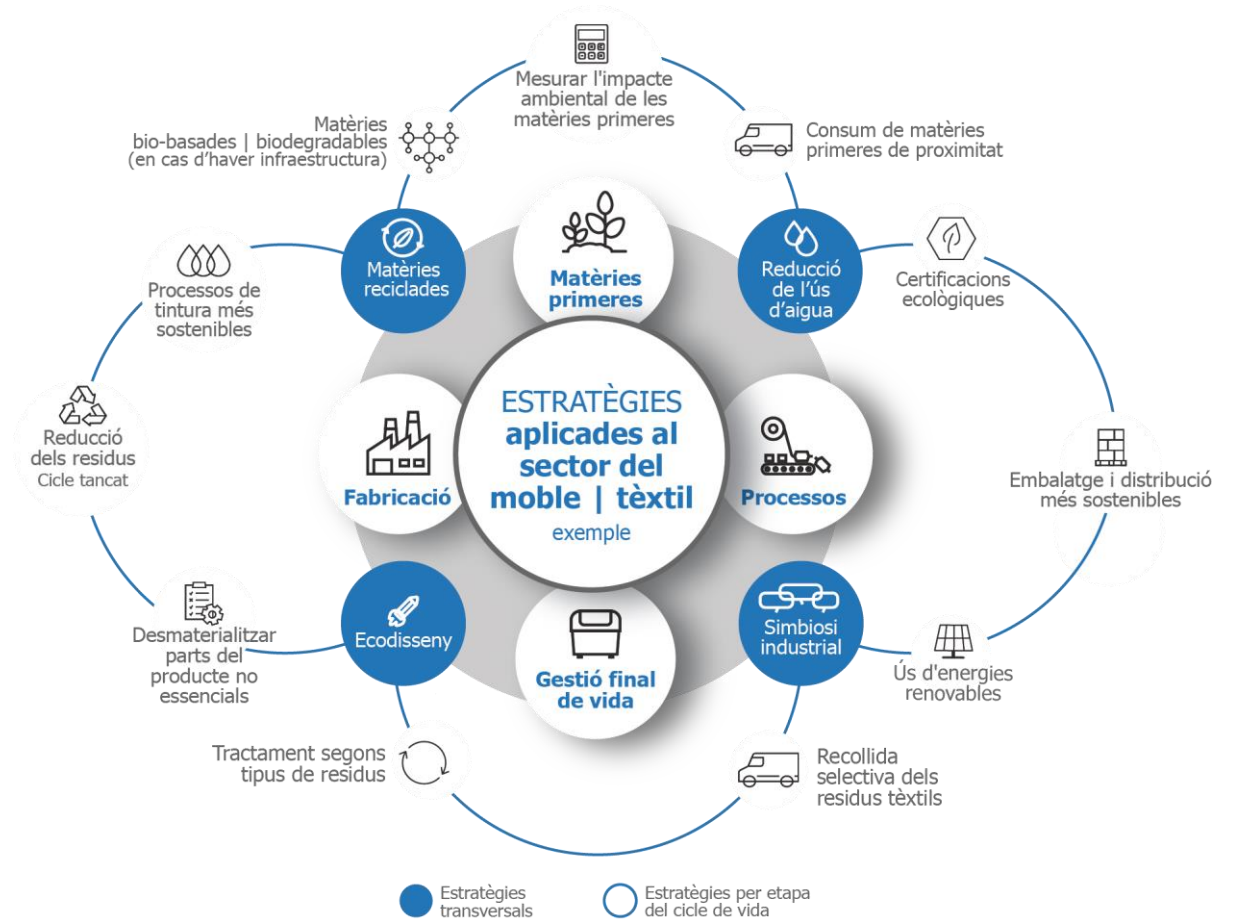 Mesurar l'impacte
ambiental de les
matèries primeres
Matèries
bio-basades | biodegradables
(en cas d'haver infraestructura)
Consum de matèries
primeres de proximitat
Matèries
reciclades
Matèries
primeres
Reducció
de l'ús
d'aigua
Certificacions
ecològiques
Processos de
tintura més
sostenibles
Reducció
dels residus
Cicle tancat
Fabricació
ESTRATÈGIES
aplicades al
sector del
moble | tèxtil
exemple
Processos
Embalatge i distribució
més sostenibles
Desmaterialitzar
parts del
producte no
essencials
Ecodisseny
Gestió final
de vida
Simbiosi
industrial
Ús d'energies
renovables
Tractament segons
tipus de residus
Recollida
selectiva dels
residus tèxtils
Estratègies
transversals
Estratègies per etapa
del cicle de vida